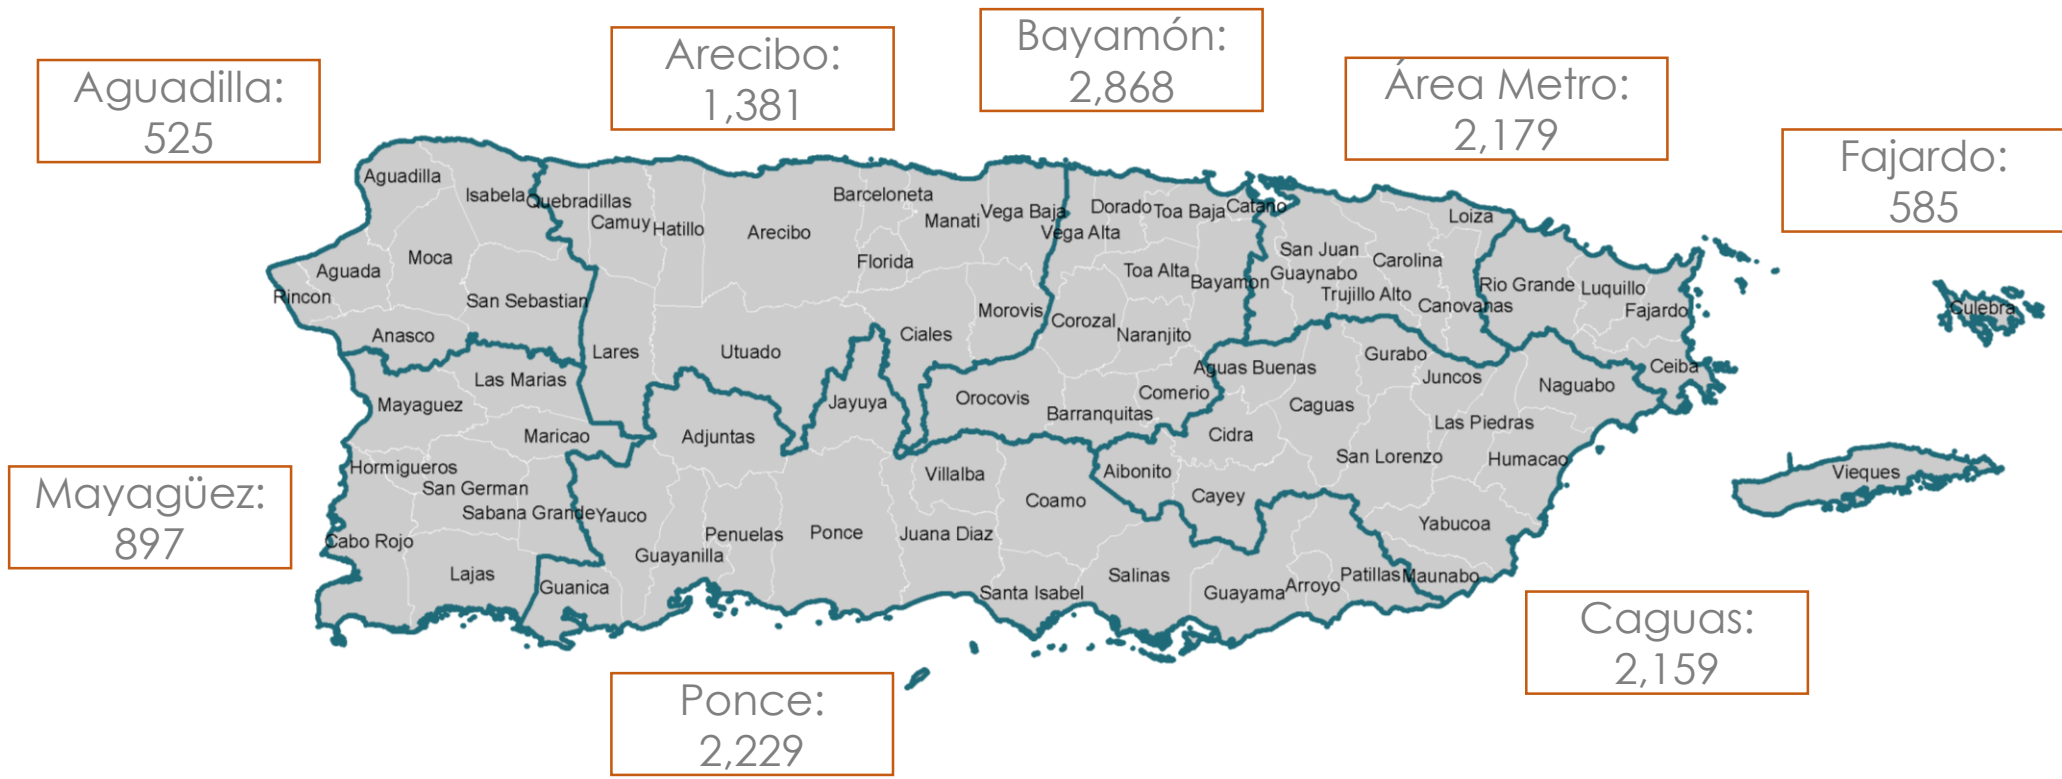 Aguadilla:
525
Arecibo:
1,381
Bayamón:
2,868
Área Metro:
2,179
Fajardo:
585
Mayagüez:
897
Ponce:
2,229
Caguas:
2,159
Aguadilla
Isabela
Quebradillas
Camuy
Hatillo
Arecibo
Barceloneta
Manati
Vega Baja
Vega Alta
Dorado
Toa Baja
Catano
Loiza
Moca
Aguada
Rincon
San Sebastian
Anasco
Florida
Morovis
Ciales
Toa Alta
Bayamon
Corozal
Naranjito
San Juan
Guaynabo
Carolina
Trujillo Alto
Canovanas
Rio Grande
Luquillo
Fajardo
Culebra
Lares
Utuado
Las Marias
Mayaguez
Maricao
Adjuntas
Jayuya
Orocovis
Barranquitas
Comerio
Aguas Buenas
Gurabo
Juncos
Naguabo
Ceiba
Caguas
Cidra
Las Piedras
San Lorenzo
Humacao
Vieques
Hormigueros
San German
Sabana Grande
Cabo Rojo
Lajas
Guanica
Yauco
Guayanilla
Penuelas
Ponce
Villalba
Juana Diaz
Coamo
Santa Isabel
Aibonito
Cayey
Salinas
Guayama
Arroyo
Patillas
Maunabo
Yabucoa